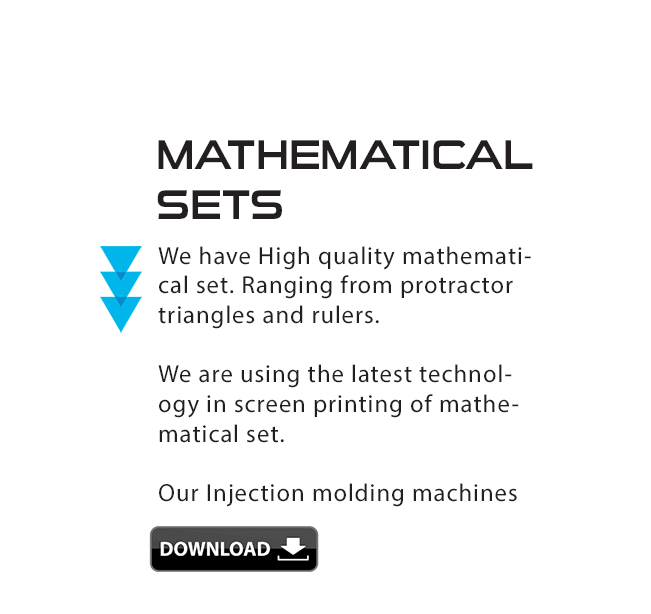 MATHEMATICAL
SETS
We have High quality mathemati-
cal set. Ranging from protractor
triangles and rulers.
We are using the latest technol-
ogy in screen printing of mathe-
matical set.
Our Injection molding machines
DOWNLOAD